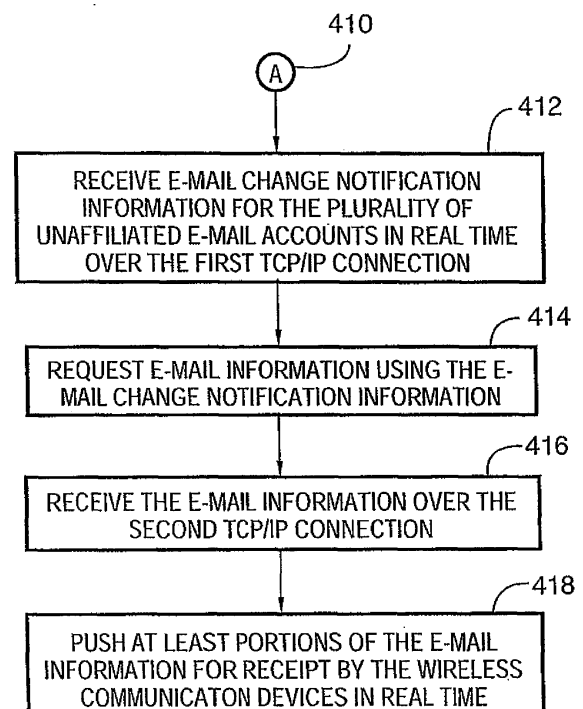 410
A
412
RECEIVE E-MAIL CHANGE NOTIFICATION
INFORMATION FOR THE PLURALITY OF
UNAFFILIATED E-MAIL ACCOUNTS IN REAL TIME
OVER THE FIRST TCP/IP CONNECTION
414
REQUEST E-MAIL INFORMATION USING THE E-
MAIL CHANGE NOTIFICATION INFORMATION
416
RECEIVE THE E-MAIL INFORMATION OVER THE
SECOND TCP/IP CONNECTION
418
PUSH AT LEAST PORTIONS OF THE E-MAIL
INFORMATION FOR RECEIPT BY THE WIRELESS
COMMUNICATON DEVICES IN REAL TIME